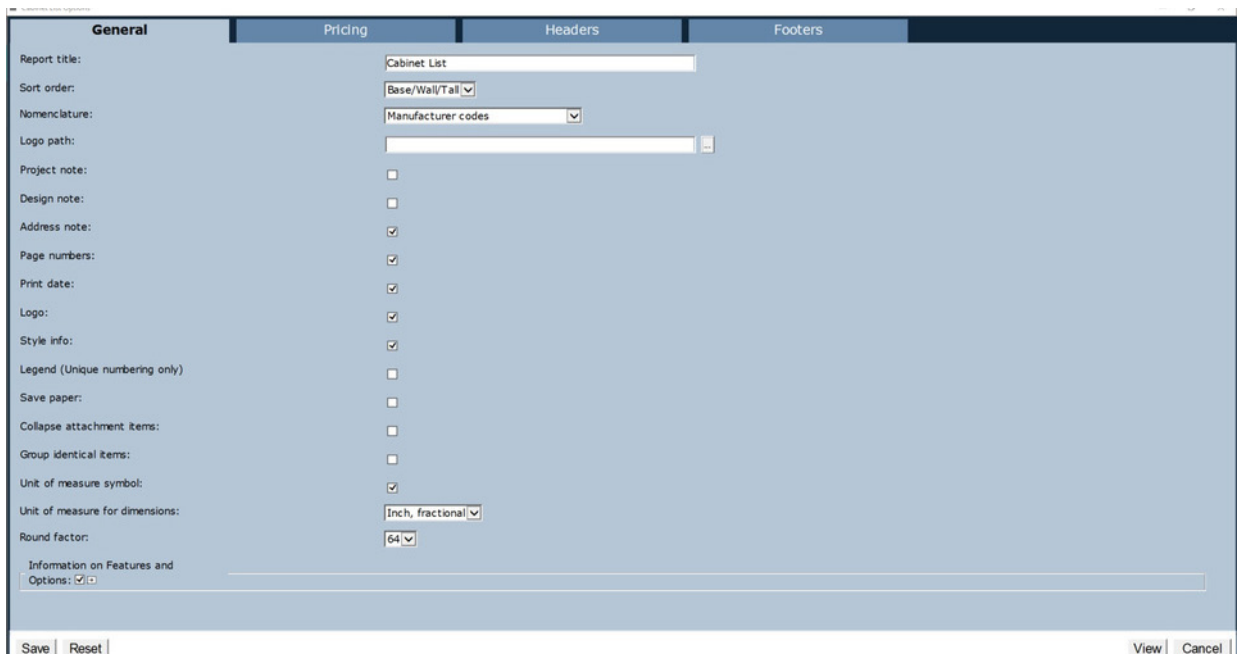 Cabinet List Options
General Pricing Headers Footers
Report title: Cabinet List
Sort order: Base/Wall/Tall
Nomenclature: Manufacturer codes
Logo path: ...
Project note:
Design note:
Address note:
Page numbers:
Print date:
Logo:
Style info:
Legend (Unique numbering only)
Save paper:
Collapse attachment items:
Group identical items:
Unit of measure symbol:
Unit of measure for dimensions: Inch, fractional
Round factor: 64
Information on Features and
Options: +
Save Reset View Cancel